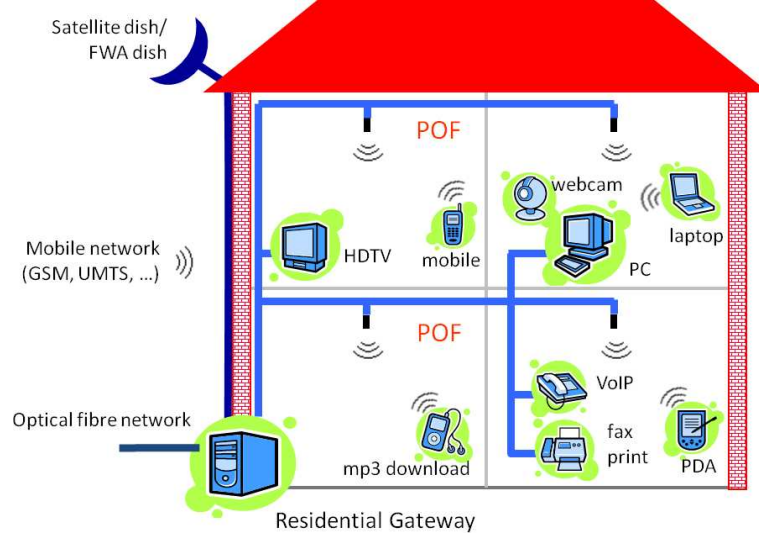 Satellite dish/
FWA dish
POF
webcam
laptop
HDTV
mobile
PC
Mobile network
(GSM, UMTS, ...)
POF
VoIP
Optical fibre network
mp3 download
fax
print
PDA
Residential Gateway